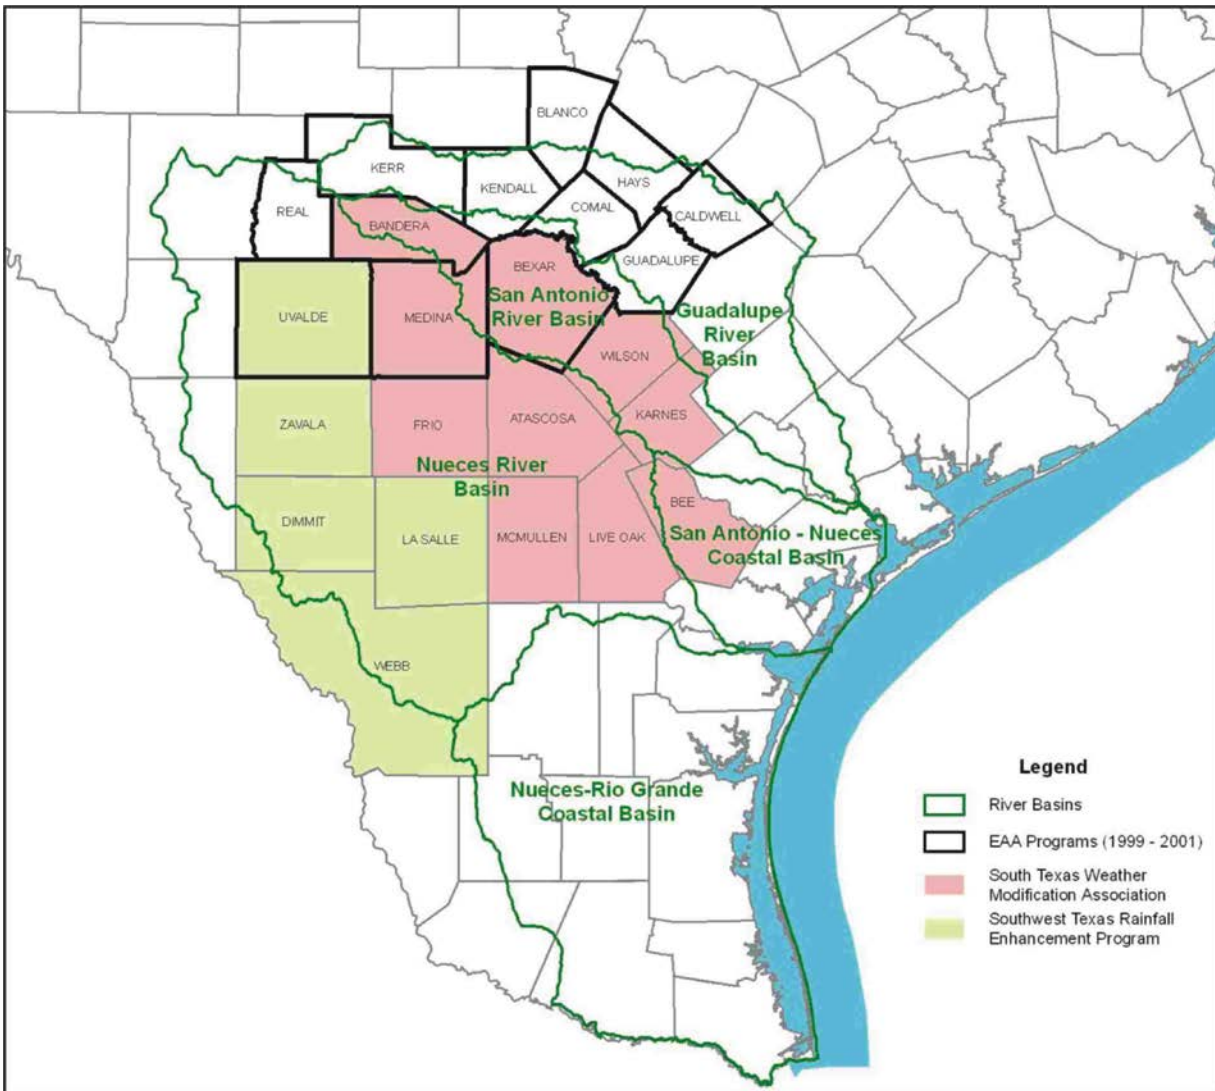 BLANCO
KERR
KENDALL
HAYS
REAL
COMAL
CALDWELL
BANDERA
GUADALUPE
BEXAR
San Antonio
River Basin
UVALDE
MEDINA
Guadalupe
River
Basin
WILSON
ZAVALA
FRIO
ATASCOSA
KARNES
Nueces River
Basin
BEE
DIMMIT
LA SALLE
MCMULLEN
LIVE OAK
San Antonio - Nueces
Coastal Basin
WEBB
Nueces-Rio Grande
Coastal Basin
Legend
River Basins
EAA Programs (1999 - 2001)
South Texas Weather
Modification Association
Southwest Texas Rainfall
Enhancement Program